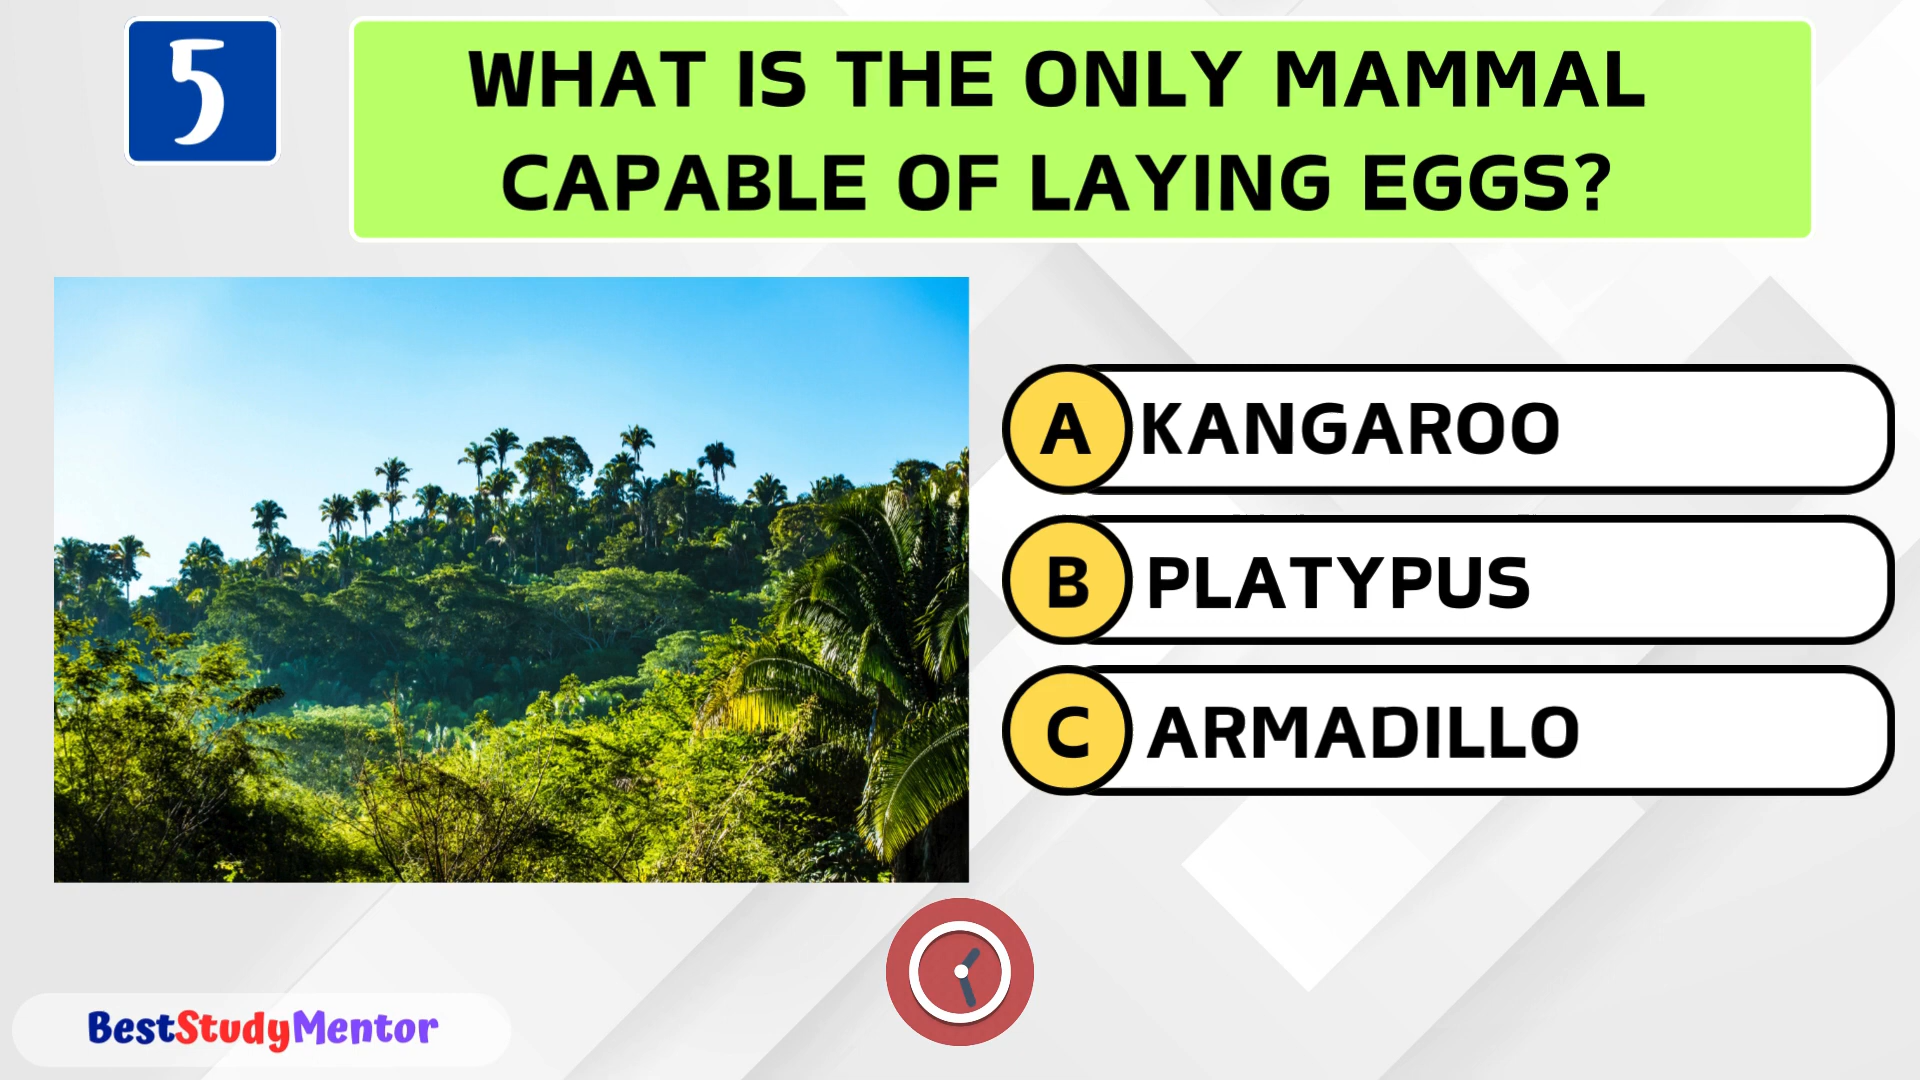 5
WHAT IS THE ONLY MAMMAL
CAPABLE OF LAYING EGGS?
A KANGAROO
B PLATYPUS
C ARMADILLO
BestStudyMentor